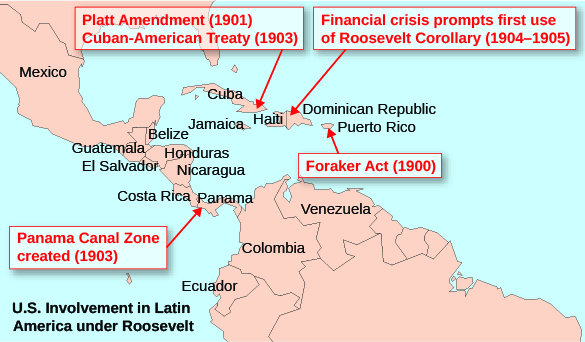 Platt Amendment (1901)
Cuban-American Treaty (1903)
Financial crisis prompts first use
of Roosevelt Corollary (1904–1905)
Mexico
Cuba
Dominican Republic
Haiti
Jamaica
Puerto Rico
Belize
Guatemala
Honduras
El Salvador
Nicaragua
Foraker Act (1900)
Costa Rica
Panama
Venezuela
Panama Canal Zone
created (1903)
Colombia
Ecuador
U.S. Involvement in Latin
America under Roosevelt